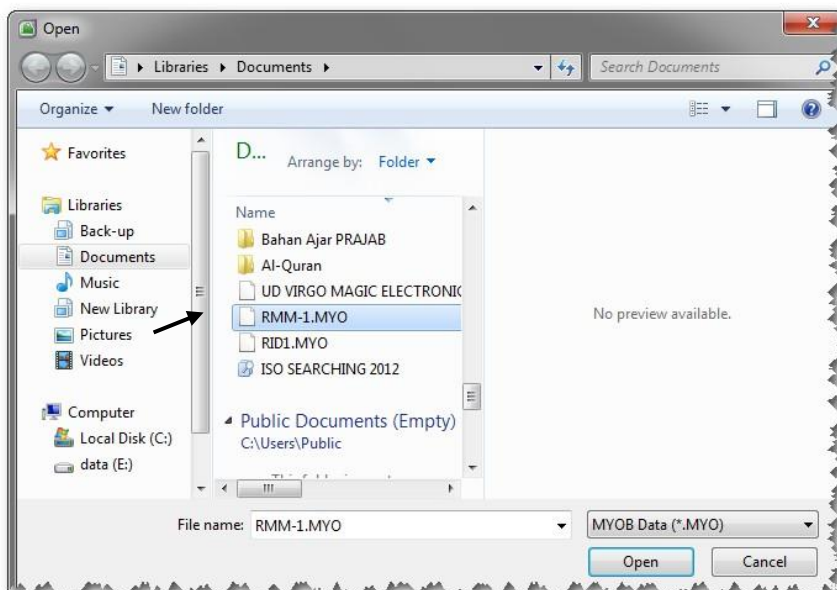 Open
Libraries Documents
Search Documents
Organize New folder
Favorites
Libraries
Back-up
Documents
Music
New Library
Pictures
Videos
Computer
Local Disk (C:)
data (E:)
D... Arrange by: Folder
Name
Bahan Ajar PRAJAB
Al-Quran
UD VIRGO MAGIC ELECTRONIC
RMM-1.MYO
RID1.MYO
ISO SEARCHING 2012
Public Documents (Empty)
C:\Users\Public
No preview available.
File name: RMM-1.MYO MYOB Data (*.MYO)
Open Cancel